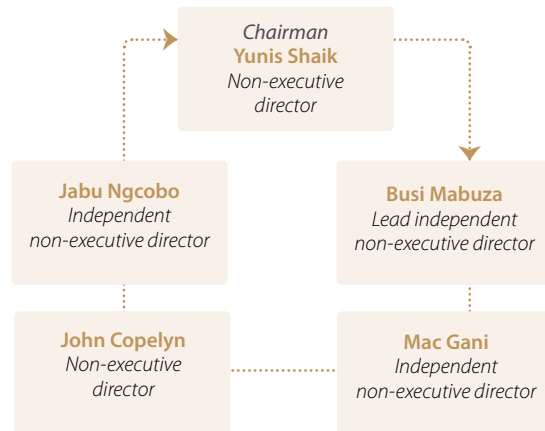 Chairman
Yunis Shaik
Non-executive
director
Jabu Ngcobo
Independent
non-executive director
Busi Mabuza
Lead independent
non-executive director
John Copelyn
Non-executive
director
Mac Gani
Independent
non-executive director